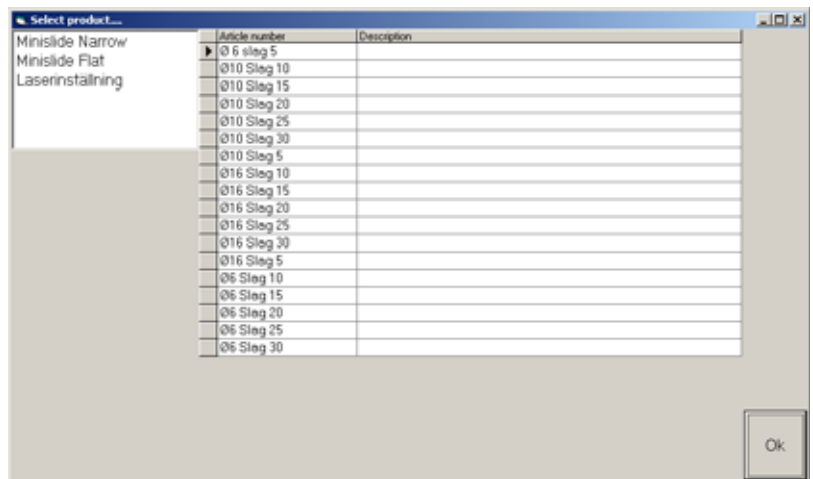 Select product....
Minislide Narrow
Minislide Flat
Laserinställning
Article number Description
Ø 6 slag 5
Ø10 Slag 10
Ø10 Slag 15
Ø10 Slag 20
Ø10 Slag 25
Ø10 Slag 30
Ø10 Slag 5
Ø16 Slag 10
Ø16 Slag 15
Ø16 Slag 20
Ø16 Slag 25
Ø16 Slag 30
Ø16 Slag 5
Ø6 Slag 10
Ø6 Slag 15
Ø6 Slag 20
Ø6 Slag 25
Ø6 Slag 30
Ok